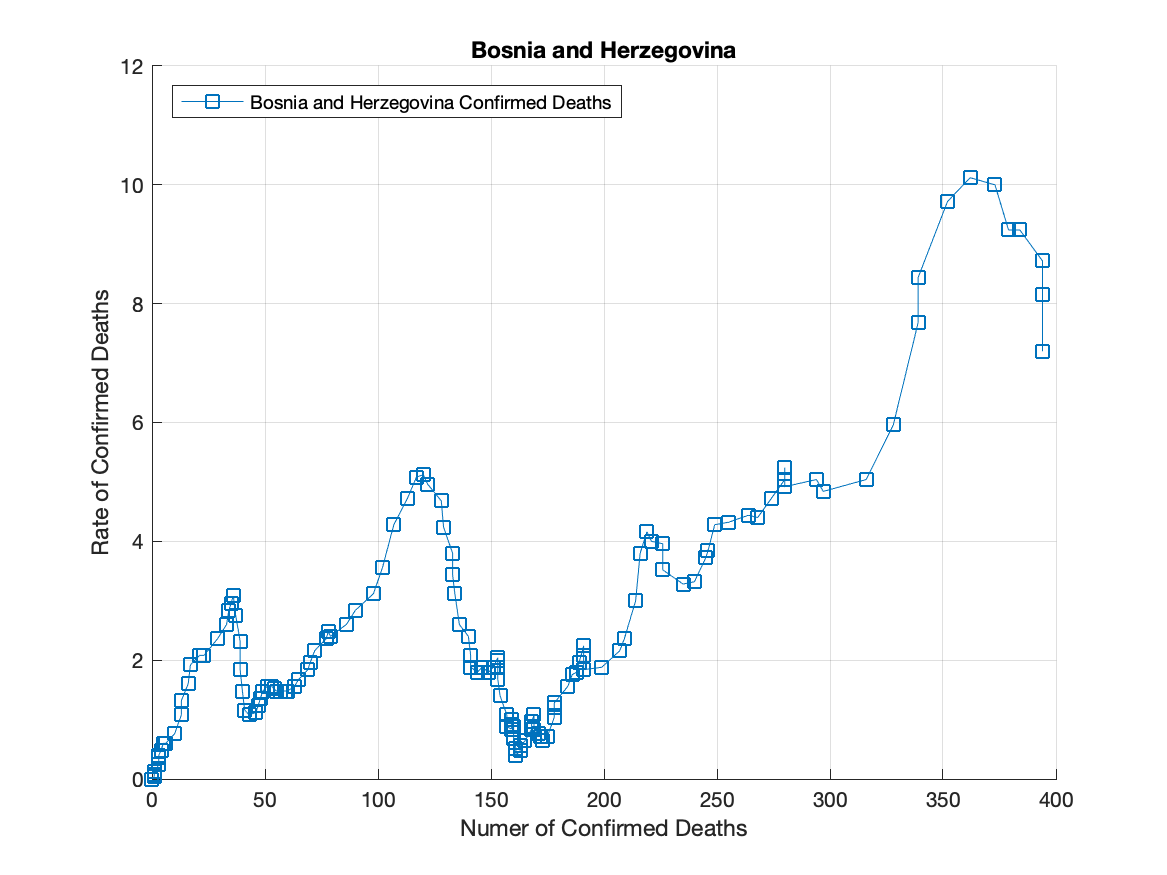 Bosnia and Herzegovina
Bosnia and Herzegovina Confirmed Deaths
Rate of Confirmed Deaths
12
10
8
6
4
2
0
0 50 100 150 200 250 300 350 400
Numer of Confirmed Deaths